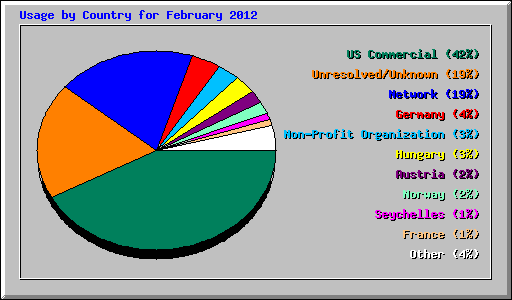 Usage by Country for February 2012
US Commercial (42%)
Unresolved/Unknown (19%)
Network (19%)
Germany (4%)
Non-Profit Organization (3%)
Hungary (3%)
Austria (2%)
Norway (2%)
Seychelles (1%)
France (1%)
Other (4%)